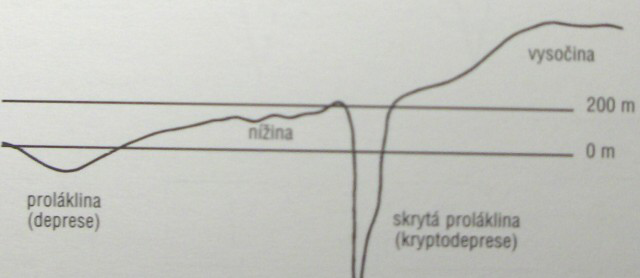 vysočina
200 m
nížina
0 m
proláklina
(deprese)
skrytá proláklina
(kryptodeprese)